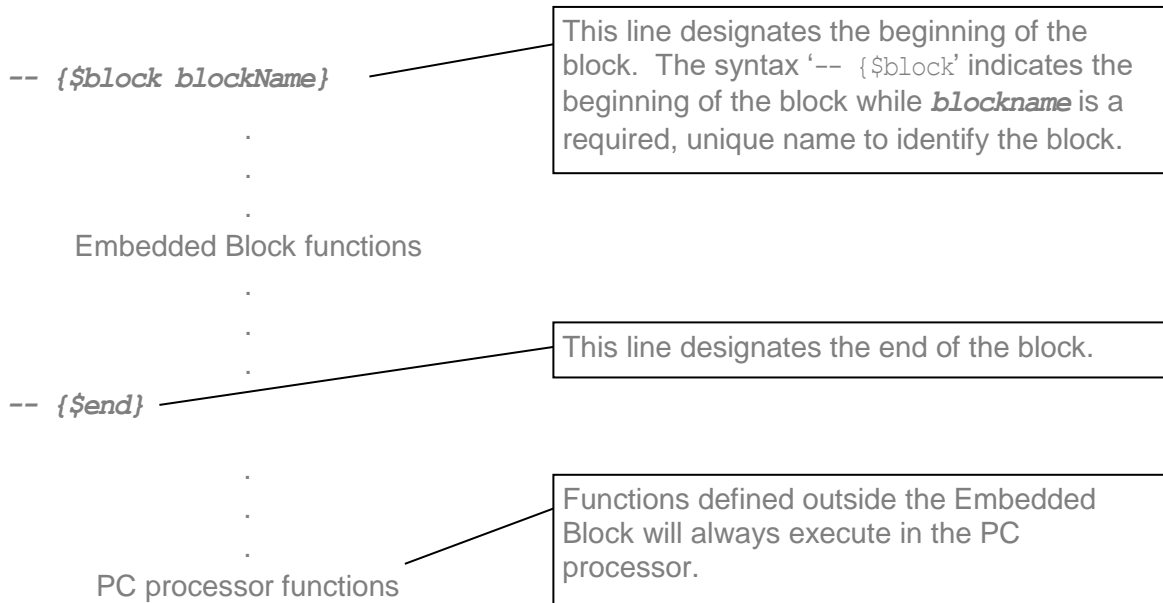 This line designates the beginning of the
block.  The syntax ‘-- {$block’ indicates the
beginning of the block while blockname is a
required, unique name to identify the block.
-- {$block blockName}
.
.
.
Embedded Block functions
.
.
.
This line designates the end of the block.
-- {$end}
.
.
.
Functions defined outside the Embedded
Block will always execute in the PC
processor.
PC processor functions